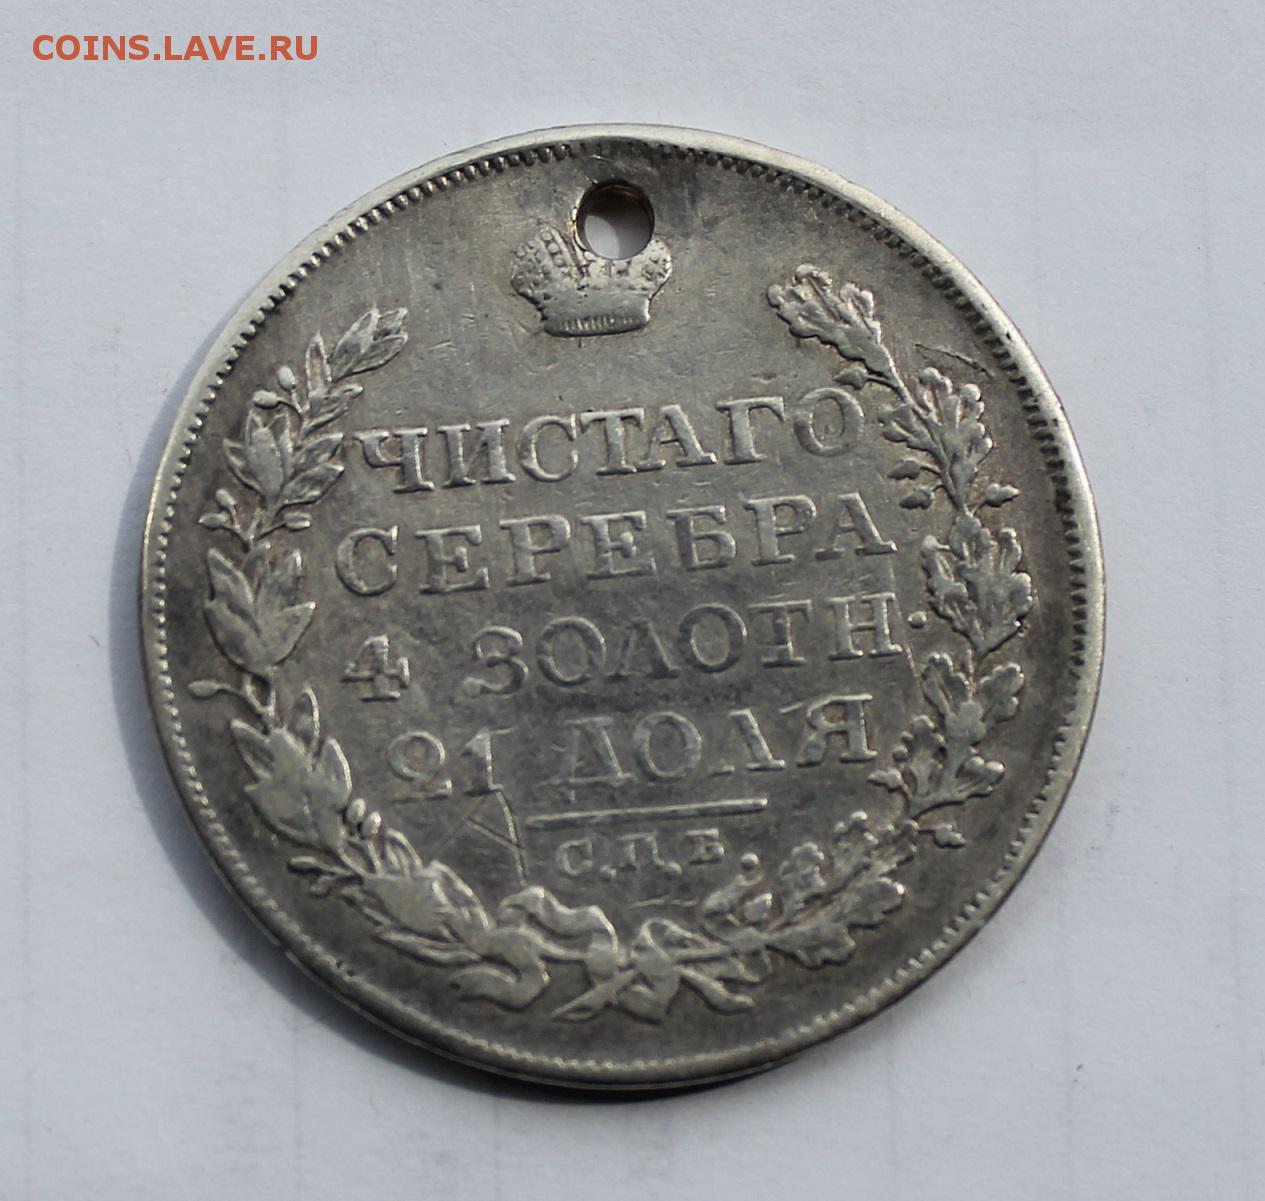 COINS.LAVE.RU
ЧИСТАГО
СЕРЕБРА
4 ЗОЛОТН.
21 ДОЛЯ
С.П.Б.